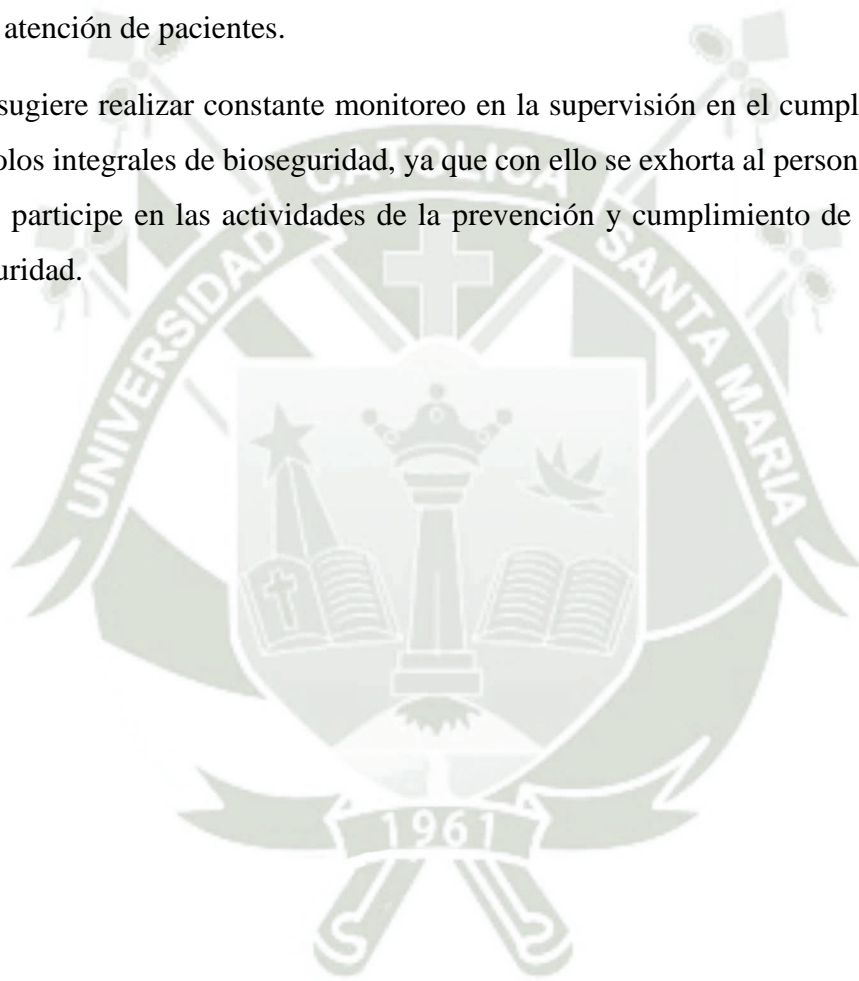 atención de pacientes.
sugiere realizar constante monitoreo en la supervisión en el cumpl
olos integrales de bioseguridad, ya que con ello se exhorta al person
participe en las actividades de la prevención y cumplimiento de
uridad.
UNIVERSIDAD CATOLICA SANTA MARIA
1961